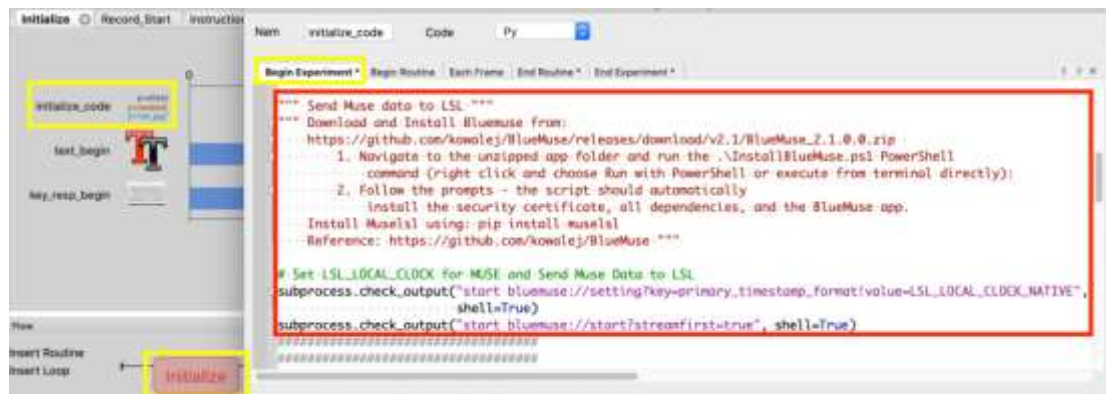 Initialize Record_Start Instruction
Nam initialize_code Code Py
Begin Experiment * Begin Routine Each Frame End Routine * End Experiment *
0
initialize_code
text_begin
key_resp_begin
""" Send Muse data to LSL """
""" Download and Install Bluemuse from:
https://github.com/kowalej/BlueMuse/releases/download/v2.1/BlueMuse_2.1.0.0.zip
1. Navigate to the unzipped app folder and run the .\InstallBlueMuse.ps1 PowerShell
command (right click and choose Run with PowerShell or execute from terminal directly):
2. Follow the prompts - the script should automatically
install the security certificate, all dependencies, and the BlueMuse app.
Install Muselsl using: pip install muselsl
Reference: https://github.com/kowalej/BlueMuse """
# Set LSL_LOCAL_CLOCK for MUSE and Send Muse Data to LSL
subprocess.check_output("start bluemuse://setting?key=primary_timestamp_format!value=LSL_LOCAL_CLOCK_NATIVE",
shell=True)
subprocess.check_output("start bluemuse://start?streamfirst=true", shell=True)
##################################
##################################
Flow
Insert Routine
Insert Loop
Initialize